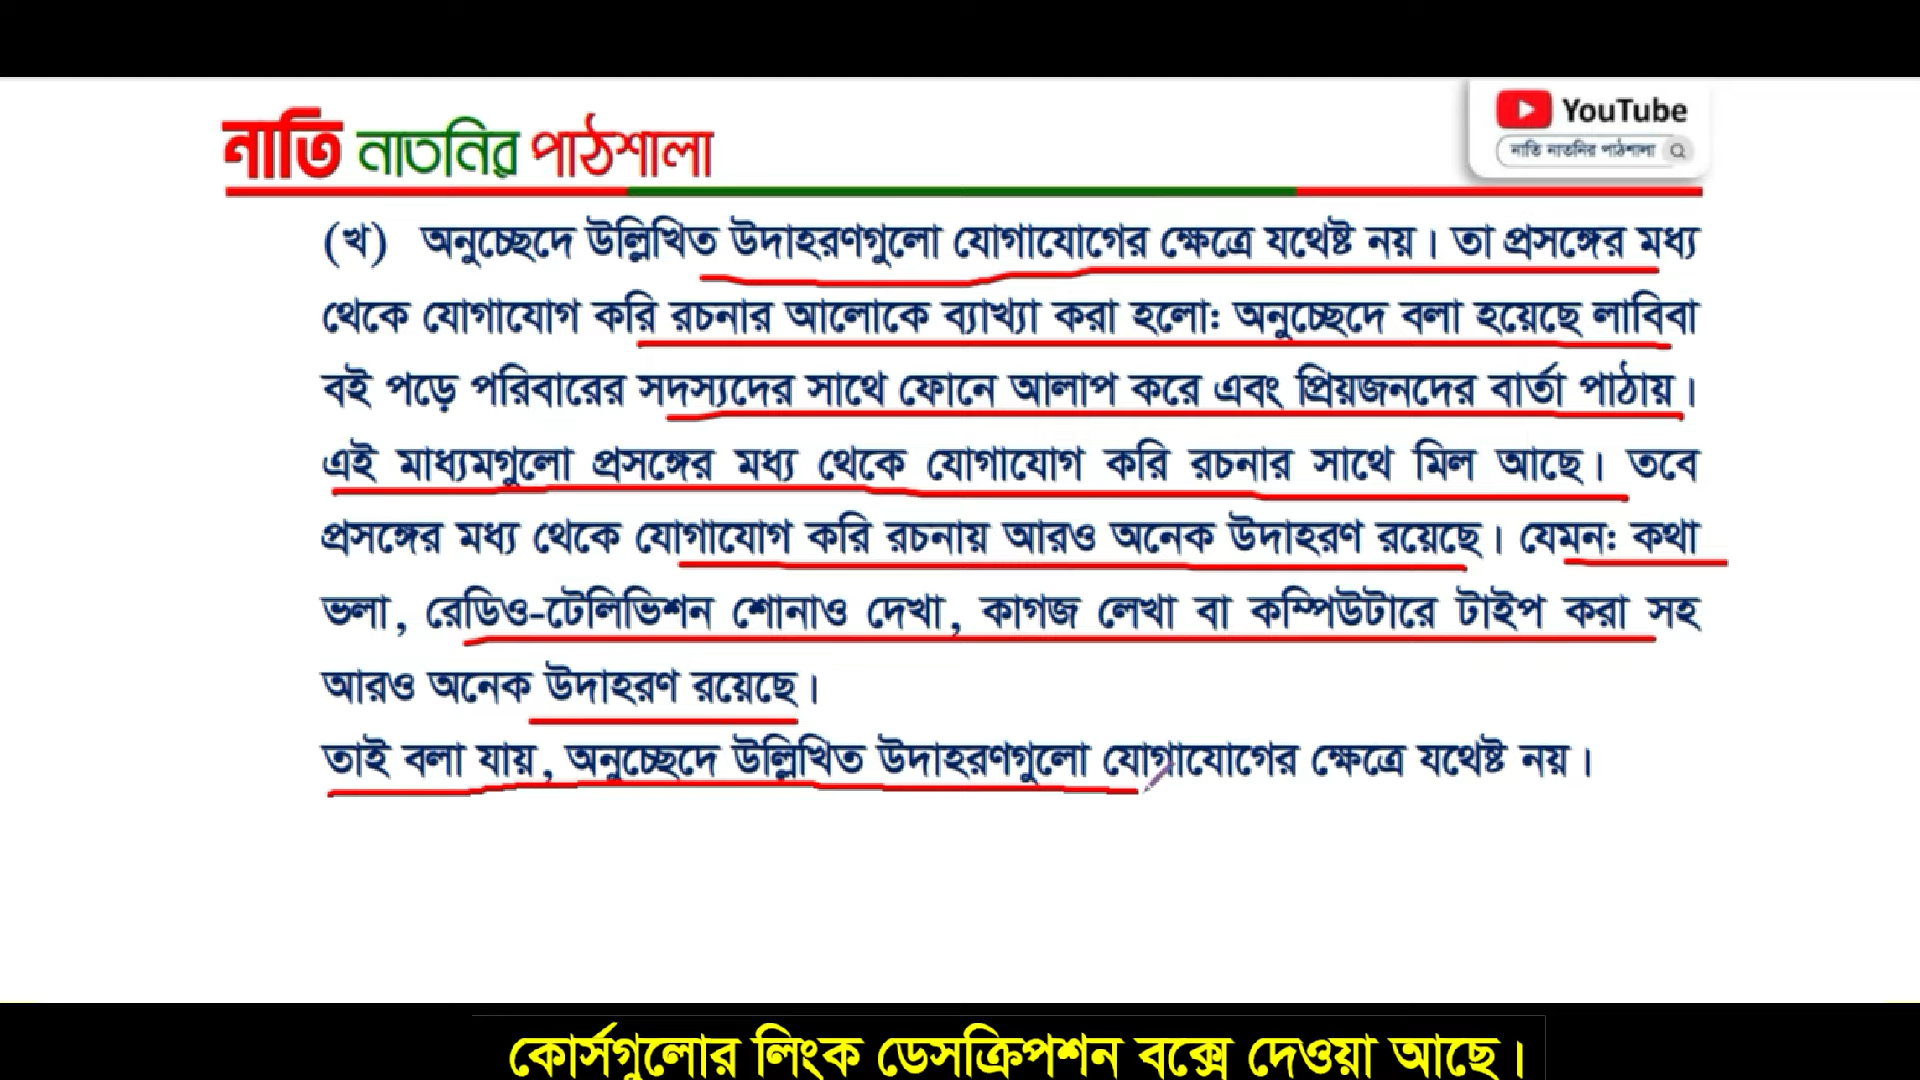 নাতি নাতনির পাঠশালা
YouTube
নাতি নাতনির পাঠশালা
(খ) অনুচ্ছেদে উল্লিখিত উদাহরণগুলো যোগাযোগের ক্ষেত্রে যথেষ্ট নয়। তা প্রসঙ্গের মধ্য
থেকে যোগাযোগ করি রচনার আলোকে ব্যাখ্যা করা হলো: অনুচ্ছেদে বলা হয়েছে লাবিবা
বই পড়ে পরিবারের সদস্যদের সাথে ফোনে আলাপ করে এবং প্রিয়জনদের বার্তা পাঠায়।
এই মাধ্যমগুলো প্রসঙ্গের মধ্য থেকে যোগাযোগ করি রচনার সাথে মিল আছে। তবে
প্রসঙ্গের মধ্য থেকে যোগাযোগ করি রচনায় আরও অনেক উদাহরণ রয়েছে। যেমন: কথা
ভলা, রেডিও-টেলিভিশন শোনাও দেখা, কাগজ লেখা বা কম্পিউটারে টাইপ করা সহ
আরও অনেক উদাহরণ রয়েছে।
তাই বলা যায়, অনুচ্ছেদে উল্লিখিত উদাহরণগুলো যোগাযোগের ক্ষেত্রে যথেষ্ট নয়।
কোর্সগুলোর লিংক ডেসক্রিপশন বক্সে দেওয়া আছে।